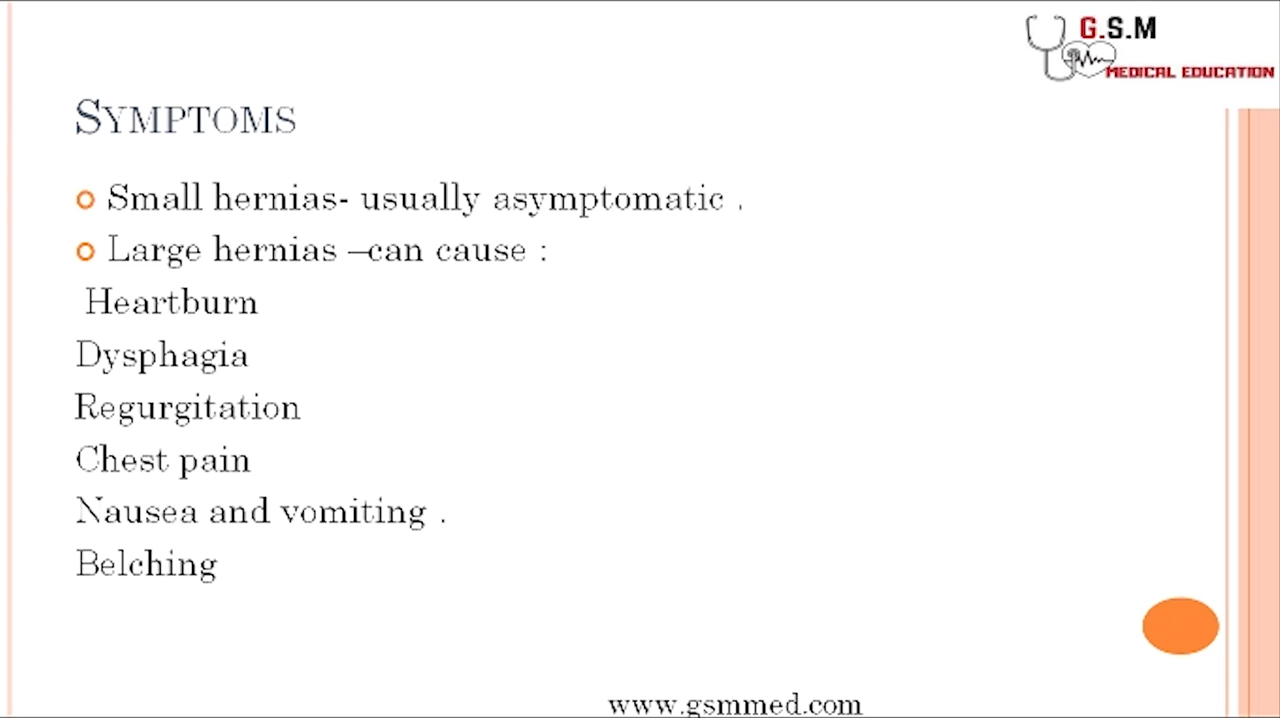 G.S.M
MEDICAL EDUCATION
SYMPTOMS
Small hernias- usually asymptomatic .
Large hernias –can cause :
Heartburn
Dysphagia
Regurgitation
Chest pain
Nausea and vomiting .
Belching
www.gsmmed.com